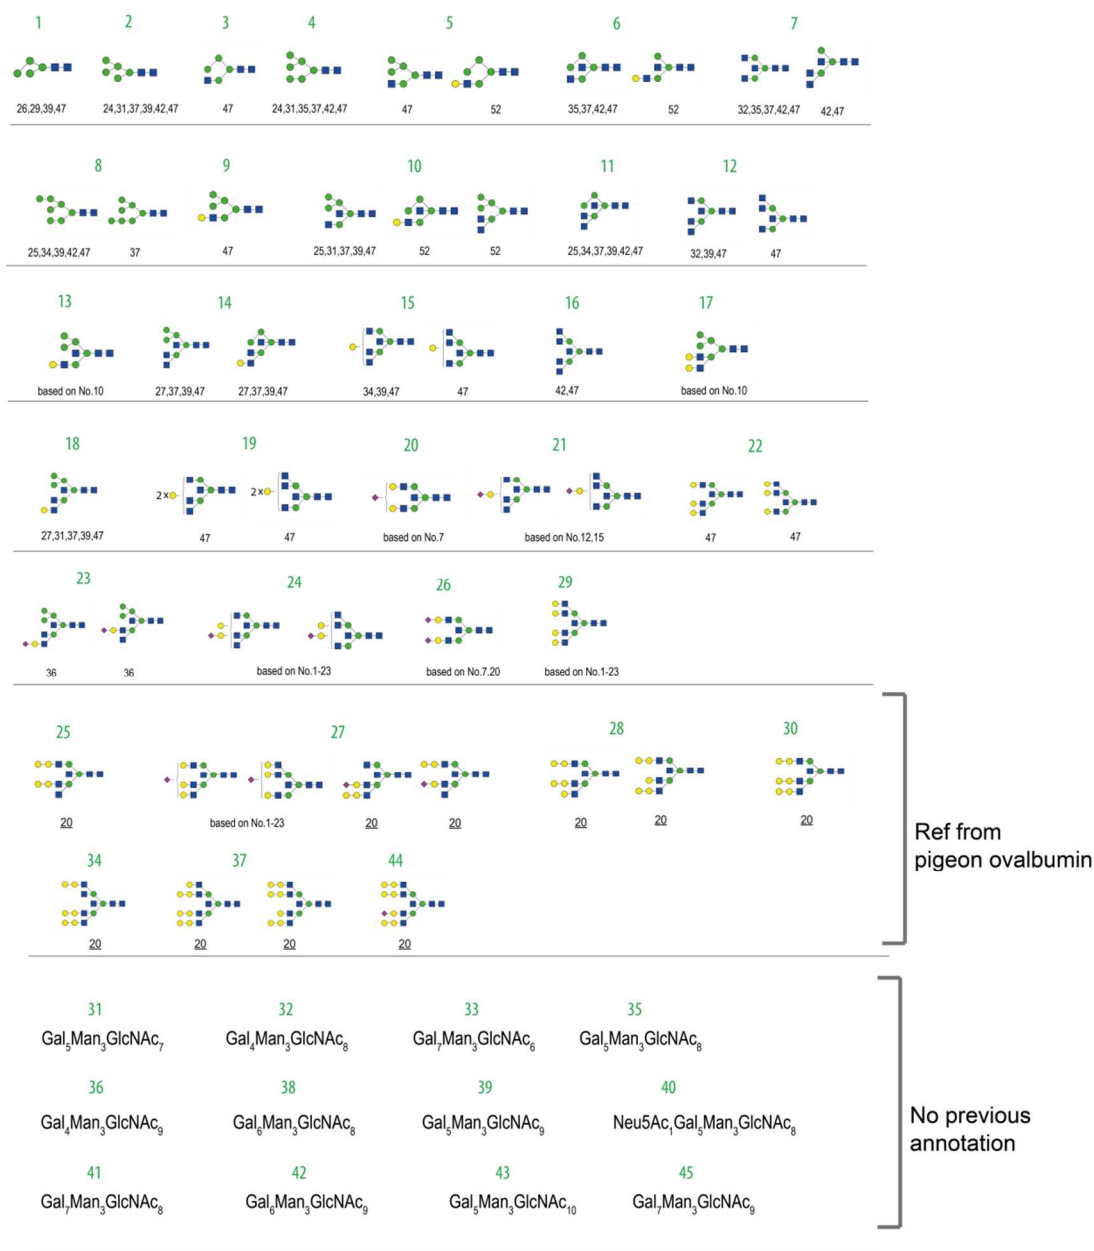 1 2 3 4 5 6 7
26,29,39,47 24,31,37,39,42,47 47 24,31,35,37,42,47 47 52 35,37,42,47 52 32,35,37,42,47 42,47
8 9 10 11 12
25,34,39,42,47 37 47 25,31,37,39,47 52 52 25,34,37,39,42,47 32,39,47 47
13 14 15 16 17
based on No.10 27,37,39,47 27,37,39,47 34,39,47 47 42,47 based on No.10
18 19 20 21 22
2x 2x
27,31,37,39,47 47 47 based on No.7 based on No.12,15 47 47
23 24 26 29
36 36 based on No.1-23 based on No.7,20 based on No.1-23
25 27 28 30
20 based on No.1-23 20 20 20 20 20
Ref from
pigeon ovalbumin
34 37 44
20 20 20 20
31 32 33 35
Gal5Man3GlcNAc7 Gal4Man3GlcNAc8 Gal7Man3GlcNAc6 Gal5Man3GlcNAc8
36 38 39 40
Gal4Man3GlcNAc9 Gal6Man3GlcNAc8 Gal5Man3GlcNAc9 Neu5Ac1Gal5Man3GlcNAc8
No previous
annotation
41 42 43 45
Gal7Man3GlcNAc8 Gal6Man3GlcNAc9 Gal5Man3GlcNAc10 Gal7Man3GlcNAc9